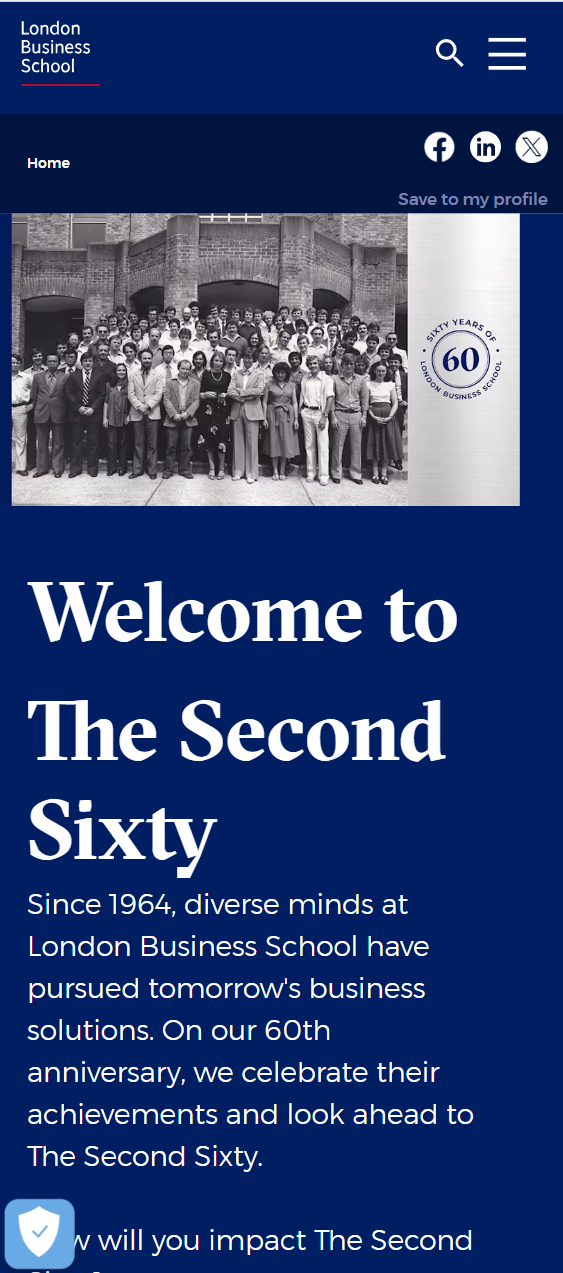 London
Business
School
Home
Save to my profile
SIXTY YEARS OF
60
LONDON BUSINESS SCHOOL
Welcome to
The Second
Sixty
Since 1964, diverse minds at
London Business School have
pursued tomorrow's business
solutions. On our 60th
anniversary, we celebrate their
achievements and look ahead to
The Second Sixty.
will you impact The Second